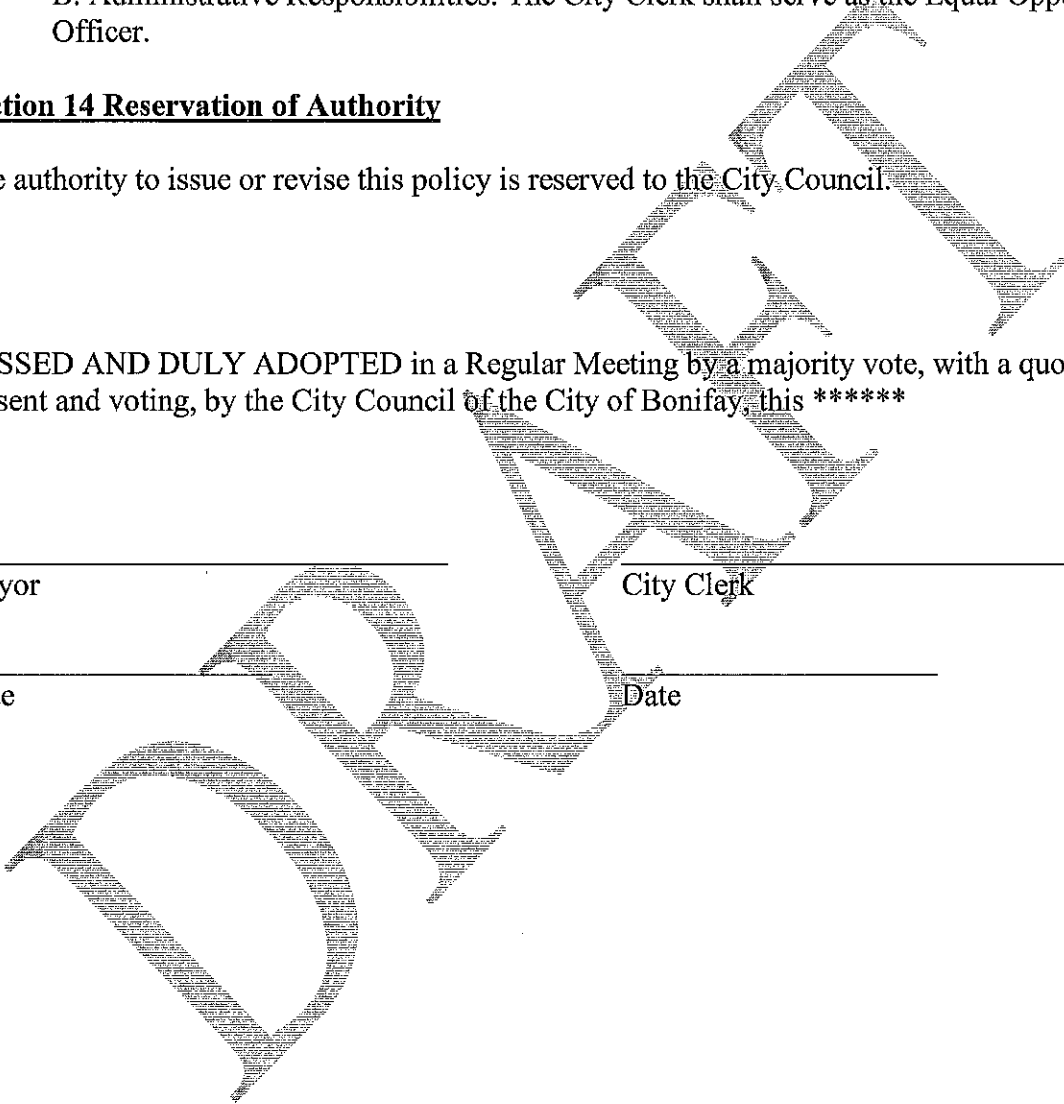 B. Administrative Responsibilities. The City Clerk shall serve as the Equal Oppo
Officer.
ction 14 Reservation of Authority
e authority to issue or revise this policy is reserved to the City Council.
SSED AND DULY ADOPTED in a Regular Meeting by a majority vote, with a quo
sent and voting, by the City Council of the City of Bonifay, this ******
yor
City Clerk
te
Date
DRAFT